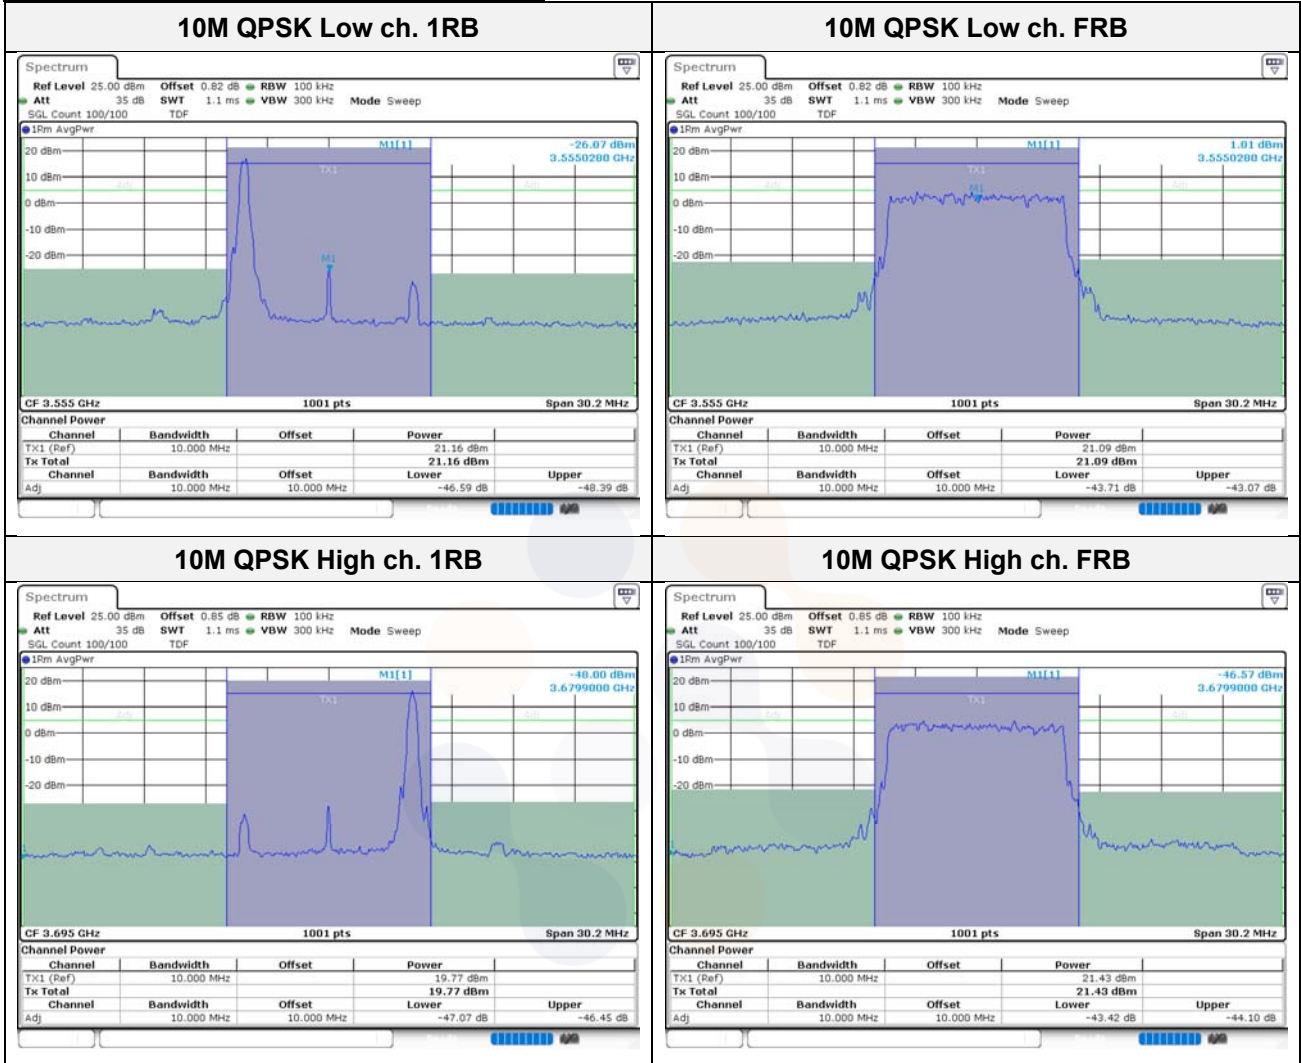 10M QPSK Low ch. 1RB
Spectrum
Ref Level 25.00 dBm Offset 0.82 dB RBW 100 kHz
Att 35 dB SWT 1.1 ms VBW 300 kHz Mode Sweep
SGL Count 100/100 TDF
1Rm AvgPwr
M1[1] -26.07 dBm
3.5550280 GHz
20 dBm
TX1
10 dBm
Adj Adj
0 dBm
-10 dBm
-20 dBm
M1
CF 3.555 GHz 1001 pts Span 30.2 MHz
Channel Power
Channel Bandwidth Offset Power
TX1 (Ref) 10.000 MHz 21.16 dBm
Tx Total 21.16 dBm
Channel Bandwidth Offset Lower Upper
Adj 10.000 MHz 10.000 MHz -46.59 dB -48.39 dB
10M QPSK Low ch. FRB
Spectrum
Ref Level 25.00 dBm Offset 0.82 dB RBW 100 kHz
Att 35 dB SWT 1.1 ms VBW 300 kHz Mode Sweep
SGL Count 100/100 TDF
1Rm AvgPwr
M1[1] 1.01 dBm
3.5550280 GHz
20 dBm
TX1
10 dBm
Adj Adj
M1
0 dBm
-10 dBm
-20 dBm
CF 3.555 GHz 1001 pts Span 30.2 MHz
Channel Power
Channel Bandwidth Offset Power
TX1 (Ref) 10.000 MHz 21.09 dBm
Tx Total 21.09 dBm
Channel Bandwidth Offset Lower Upper
Adj 10.000 MHz 10.000 MHz -43.71 dB -43.07 dB
10M QPSK High ch. 1RB
Spectrum
Ref Level 25.00 dBm Offset 0.85 dB RBW 100 kHz
Att 35 dB SWT 1.1 ms VBW 300 kHz Mode Sweep
SGL Count 100/100 TDF
1Rm AvgPwr
M1[1] -48.00 dBm
3.6799000 GHz
20 dBm
TX1
10 dBm
Adj Adj
0 dBm
-10 dBm
-20 dBm
CF 3.695 GHz 1001 pts Span 30.2 MHz
Channel Power
Channel Bandwidth Offset Power
TX1 (Ref) 10.000 MHz 19.77 dBm
Tx Total 19.77 dBm
Channel Bandwidth Offset Lower Upper
Adj 10.000 MHz 10.000 MHz -47.07 dB -46.45 dB
10M QPSK High ch. FRB
Spectrum
Ref Level 25.00 dBm Offset 0.85 dB RBW 100 kHz
Att 35 dB SWT 1.1 ms VBW 300 kHz Mode Sweep
SGL Count 100/100 TDF
1Rm AvgPwr
M1[1] -46.57 dBm
3.6799000 GHz
20 dBm
TX1
10 dBm
Adj Adj
0 dBm
-10 dBm
-20 dBm
CF 3.695 GHz 1001 pts Span 30.2 MHz
Channel Power
Channel Bandwidth Offset Power
TX1 (Ref) 10.000 MHz 21.43 dBm
Tx Total 21.43 dBm
Channel Bandwidth Offset Lower Upper
Adj 10.000 MHz 10.000 MHz -43.42 dB -44.10 dB